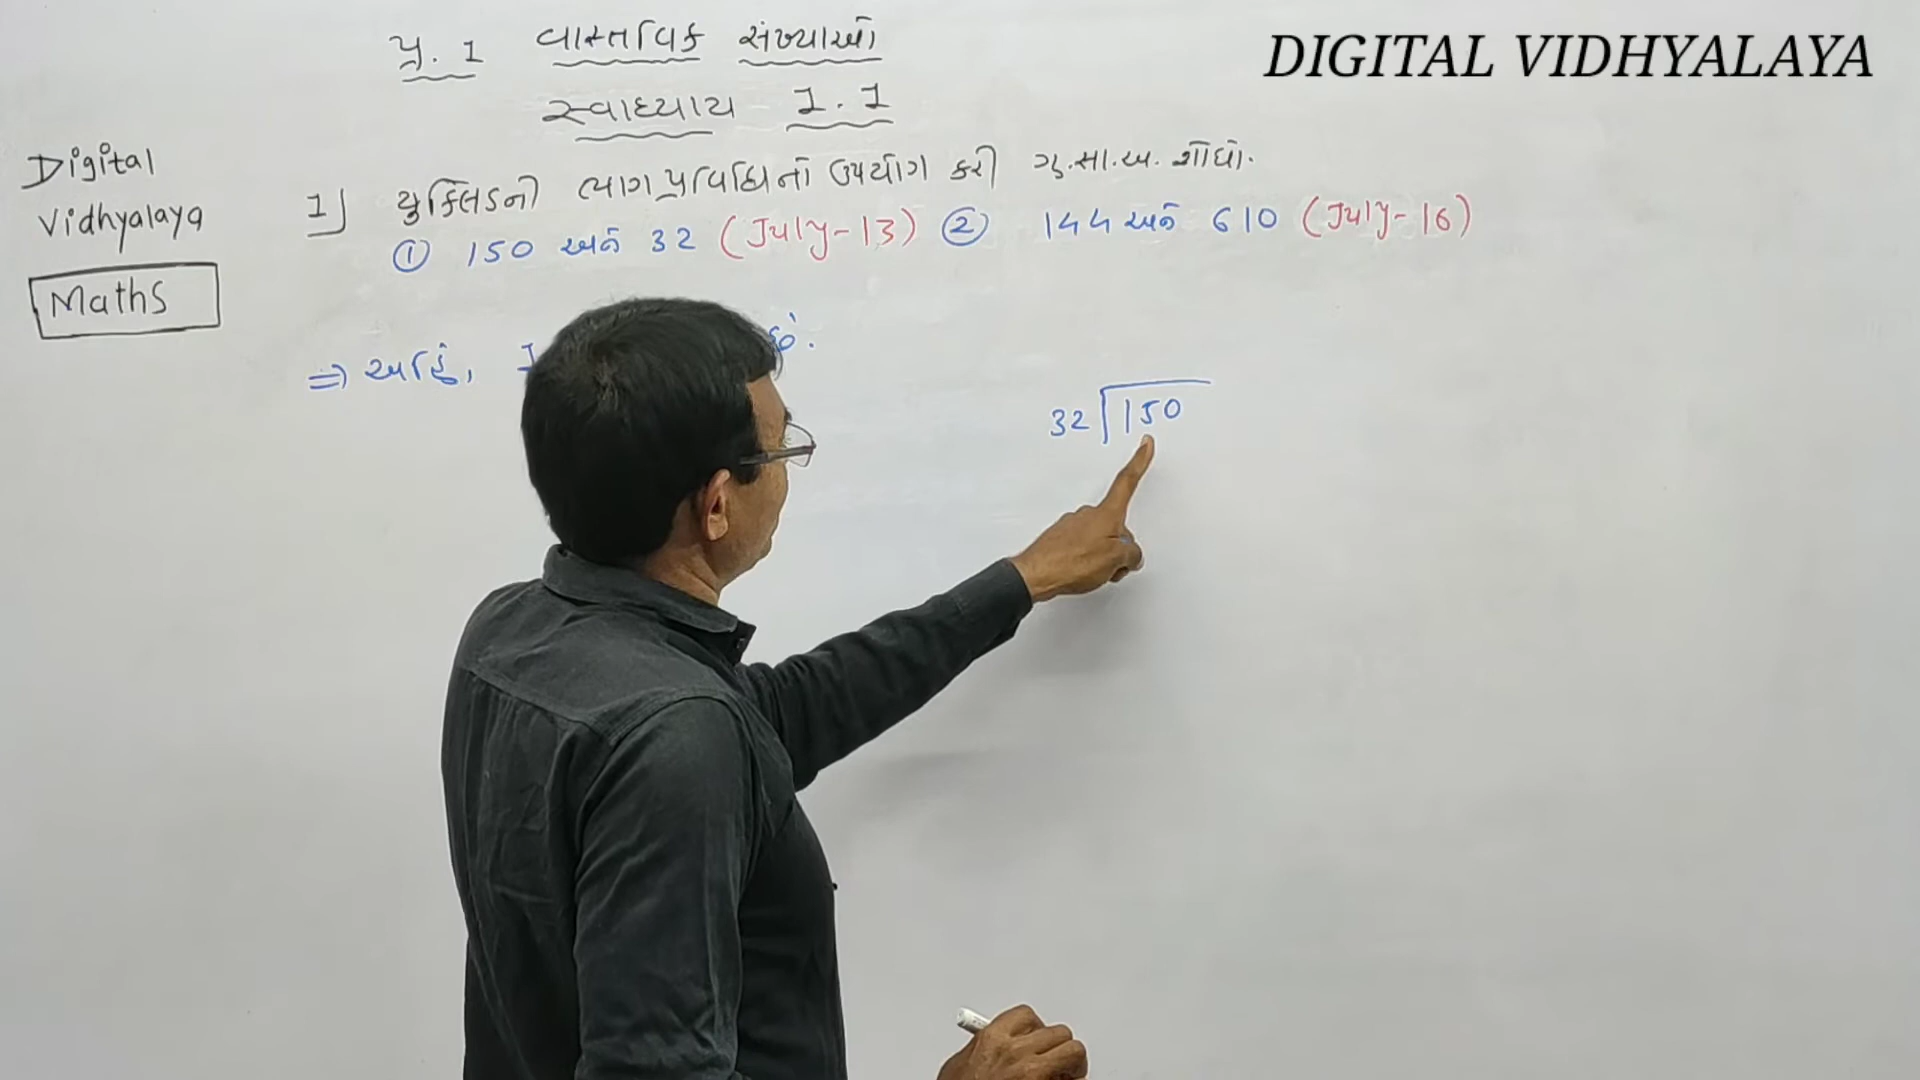 DIGITAL VIDHYALAYA
પ્ર. 1 વાસ્તવિક સંખ્યાઓ
સ્વાધ્યાય 1.1
Digital
Vidhyalaya
Maths
1] યુક્લિડની ભાગ પ્રવિધિનો ઉપયોગ કરી ગુ.સા.અ. શોધો.
① 150 અને 32 (July-13) ② 144 અને 610 (July-16)
⇒ અહિં, છે.
32 150